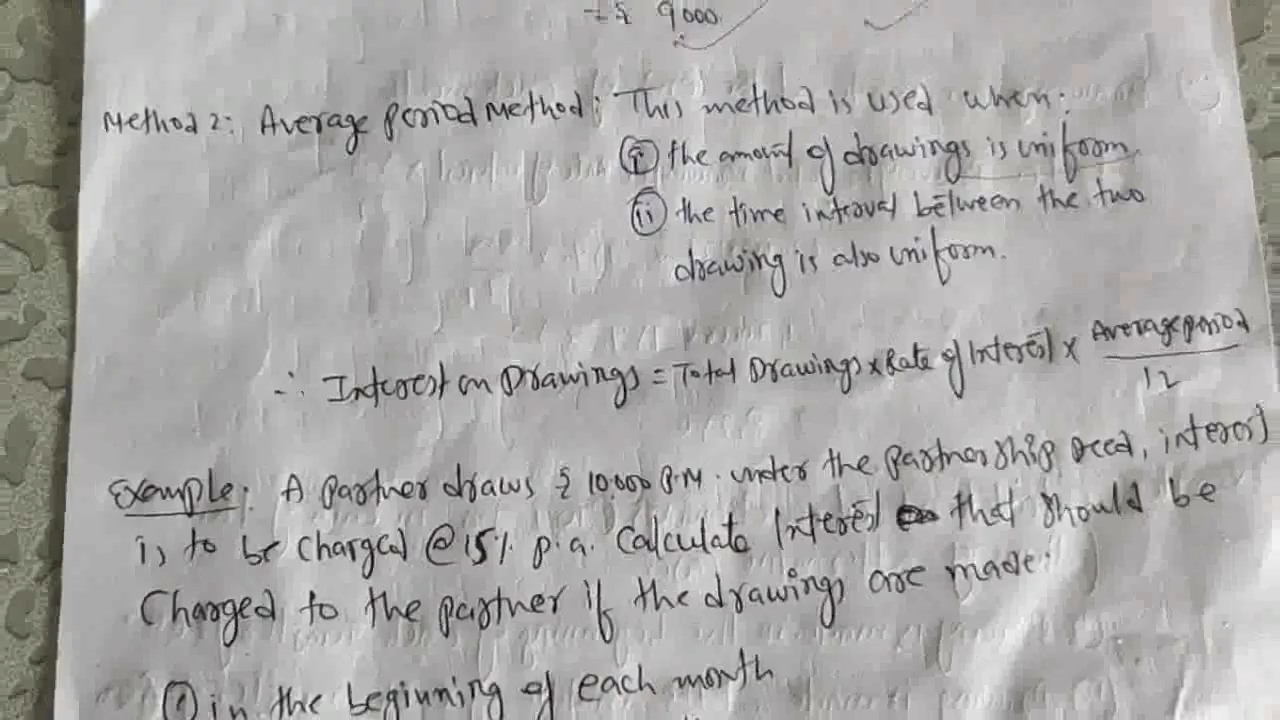 = ₹ 9000
Method 2: Average period Method: This method is used when:
(i) the amount of drawings is uniform
(ii) the time interval between the two
drawing is also uniform.
∴ Interest on Drawings = Total Drawings x Rate of Interest x Average period / 12
Example: A partner draws ₹ 10,000 P.M. under the partnership deed, interest
is to be charged @ 15% p.a. Calculate Interest that should be
Charged to the partner if the drawings are made:
(i) in the beginning of each month